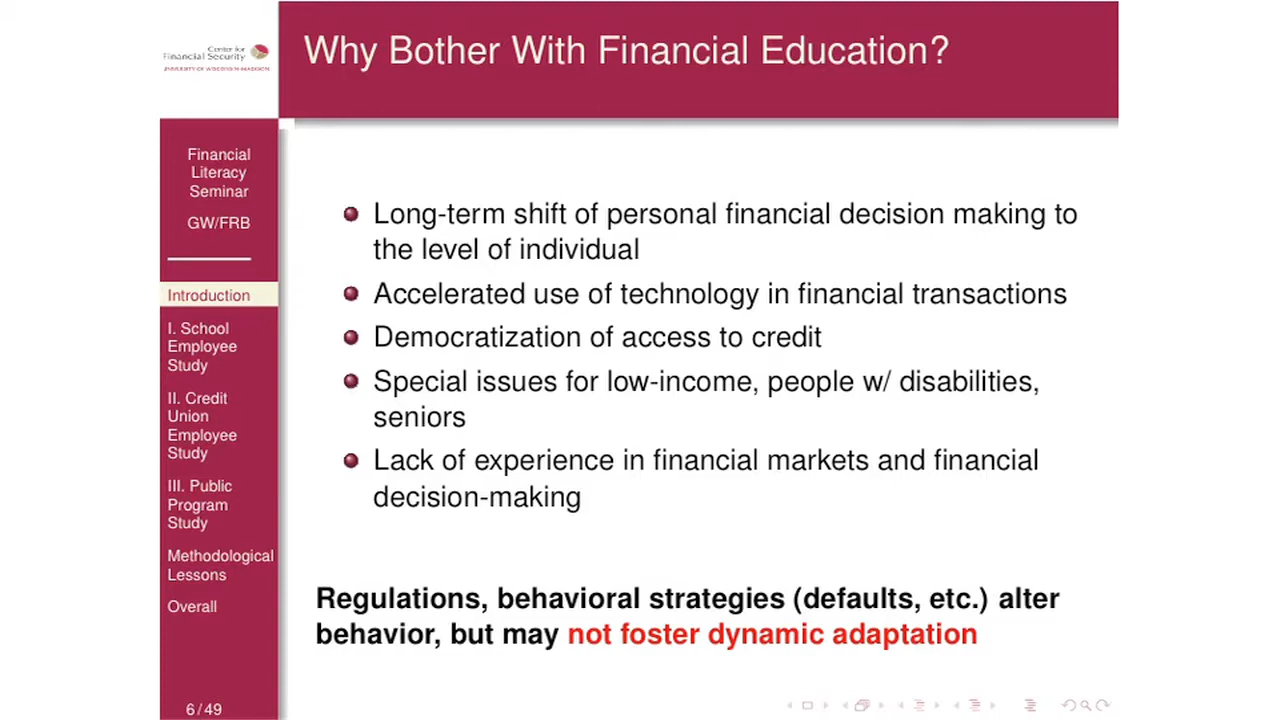 Center for
Financial Security
UNIVERSITY OF WISCONSIN-MADISON
Why Bother With Financial Education?
Financial
Literacy
Seminar
GW/FRB
Introduction
I. School
Employee
Study
II. Credit
Union
Employee
Study
III. Public
Program
Study
Methodological
Lessons
Overall
6 / 49
Long-term shift of personal financial decision making to
the level of individual
Accelerated use of technology in financial transactions
Democratization of access to credit
Special issues for low-income, people w/ disabilities,
seniors
Lack of experience in financial markets and financial
decision-making
Regulations, behavioral strategies (defaults, etc.) alter
behavior, but may not foster dynamic adaptation